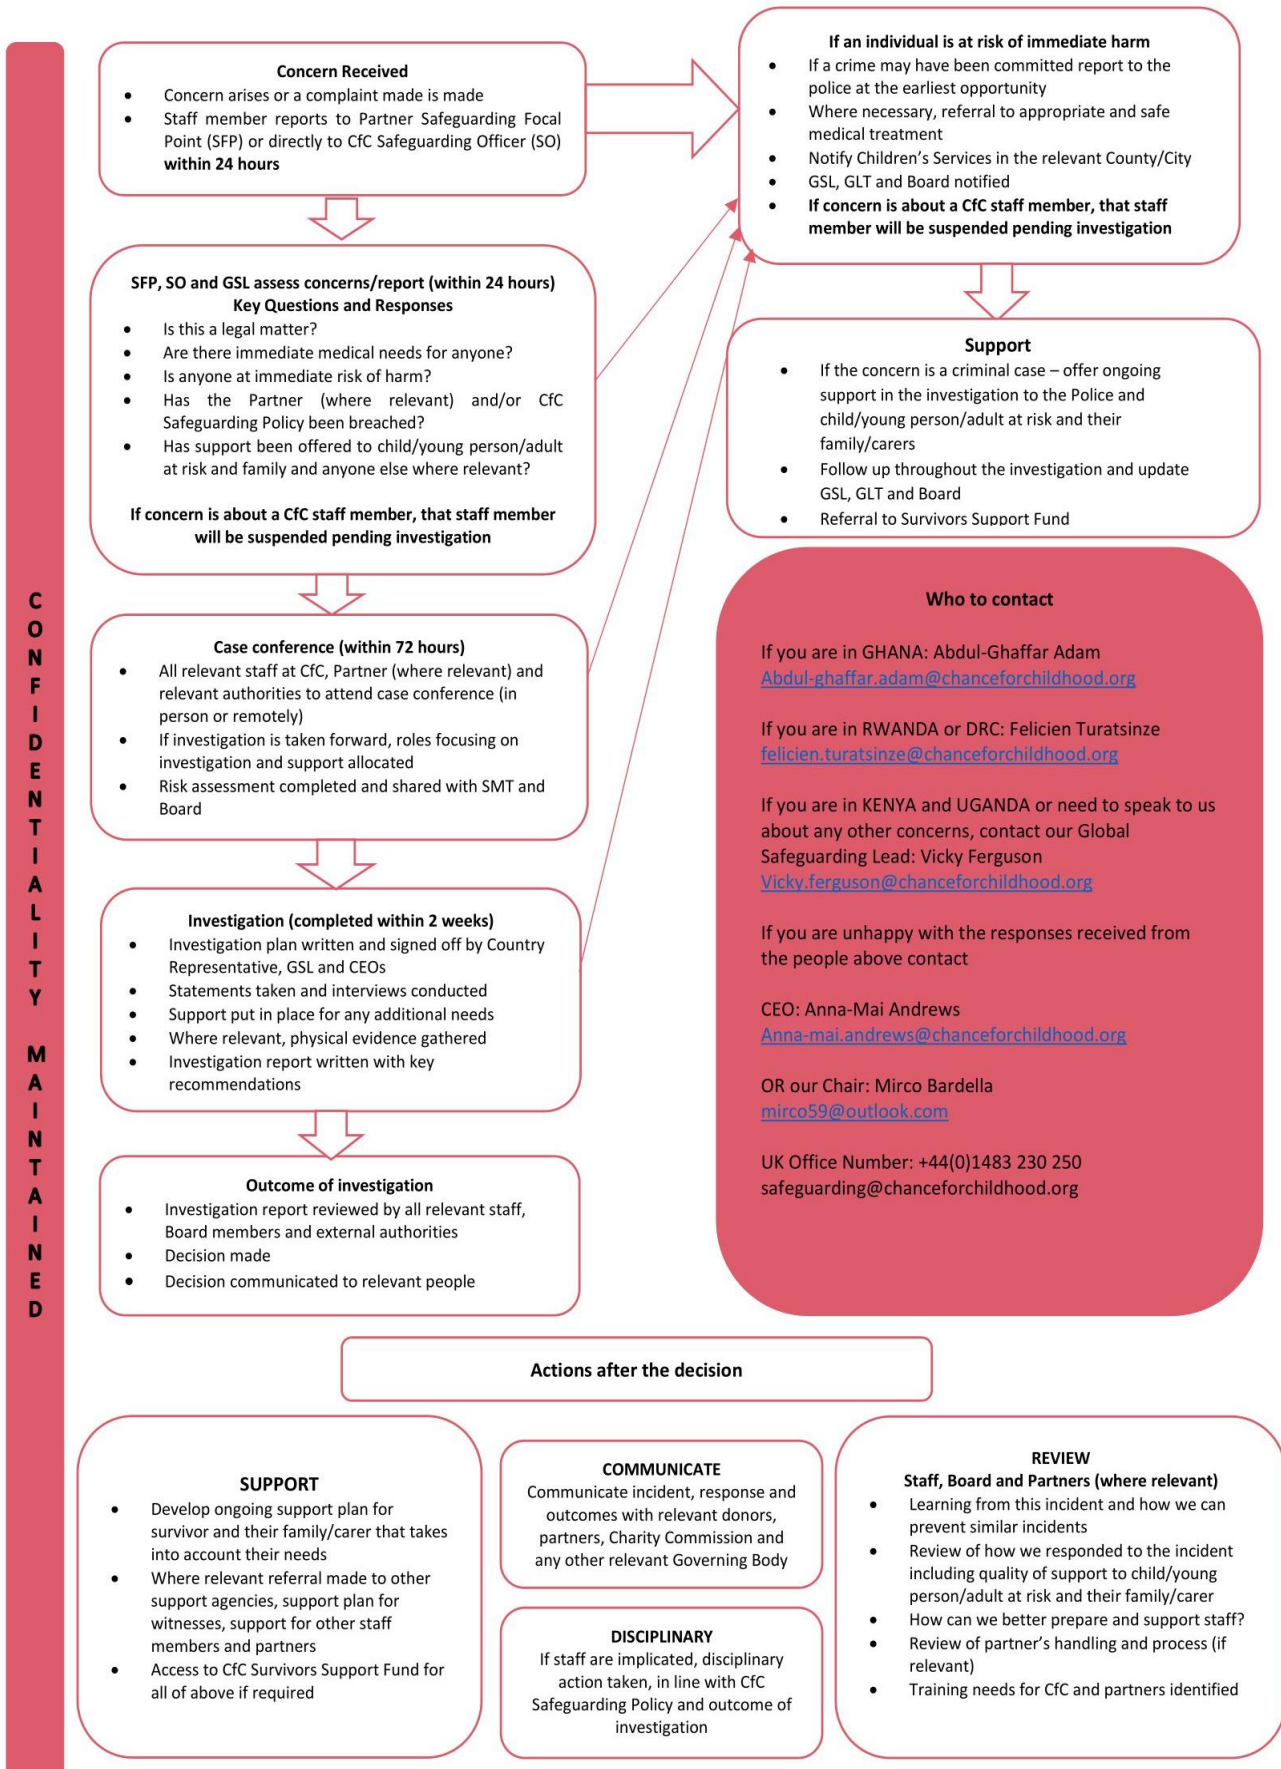 CONFIDENTIALITY MAINTAINED
Concern Received
• Concern arises or a complaint made is made
• Staff member reports to Partner Safeguarding Focal
Point (SFP) or directly to CfC Safeguarding Officer (SO)
within 24 hours
If an individual is at risk of immediate harm
• If a crime may have been committed report to the
police at the earliest opportunity
• Where necessary, referral to appropriate and safe
medical treatment
• Notify Children's Services in the relevant County/City
• GSL, GLT and Board notified
• If concern is about a CfC staff member, that staff
member will be suspended pending investigation
SFP, SO and GSL assess concerns/report (within 24 hours)
Key Questions and Responses
• Is this a legal matter?
• Are there immediate medical needs for anyone?
• Is anyone at immediate risk of harm?
• Has the Partner (where relevant) and/or CfC
Safeguarding Policy been breached?
• Has support been offered to child/young person/adult
at risk and family and anyone else where relevant?
If concern is about a CfC staff member, that staff member
will be suspended pending investigation
Support
• If the concern is a criminal case – offer ongoing
support in the investigation to the Police and
child/young person/adult at risk and their
family/carers
• Follow up throughout the investigation and update
GSL, GLT and Board
• Referral to Survivors Support Fund
Case conference (within 72 hours)
• All relevant staff at CfC, Partner (where relevant) and
relevant authorities to attend case conference (in
person or remotely)
• If investigation is taken forward, roles focusing on
investigation and support allocated
• Risk assessment completed and shared with SMT and
Board
Investigation (completed within 2 weeks)
• Investigation plan written and signed off by Country
Representative, GSL and CEOs
• Statements taken and interviews conducted
• Support put in place for any additional needs
• Where relevant, physical evidence gathered
• Investigation report written with key
recommendations
Outcome of investigation
• Investigation report reviewed by all relevant staff,
Board members and external authorities
• Decision made
• Decision communicated to relevant people
Who to contact
If you are in GHANA: Abdul-Ghaffar Adam
Abdul-ghaffar.adam@chanceforchildhood.org
If you are in RWANDA or DRC: Felicien Turatsinze
felicien.turatsinze@chanceforchildhood.org
If you are in KENYA and UGANDA or need to speak to us
about any other concerns, contact our Global
Safeguarding Lead: Vicky Ferguson
Vicky.ferguson@chanceforchildhood.org
If you are unhappy with the responses received from
the people above contact
CEO: Anna-Mai Andrews
Anna-mai.andrews@chanceforchildhood.org
OR our Chair: Mirco Bardella
mirco59@outlook.com
UK Office Number: +44(0)1483 230 250
safeguarding@chanceforchildhood.org
Actions after the decision
SUPPORT
• Develop ongoing support plan for
survivor and their family/carer that takes
into account their needs
• Where relevant referral made to other
support agencies, support plan for
witnesses, support for other staff
members and partners
• Access to CfC Survivors Support Fund for
all of above if required
COMMUNICATE
Communicate incident, response and
outcomes with relevant donors,
partners, Charity Commission and
any other relevant Governing Body
DISCIPLINARY
If staff are implicated, disciplinary
action taken, in line with CfC
Safeguarding Policy and outcome of
investigation
REVIEW
Staff, Board and Partners (where relevant)
• Learning from this incident and how we can
prevent similar incidents
• Review of how we responded to the incident
including quality of support to child/young
person/adult at risk and their family/carer
• How can we better prepare and support staff?
• Review of partner's handling and process (if
relevant)
• Training needs for CfC and partners identified